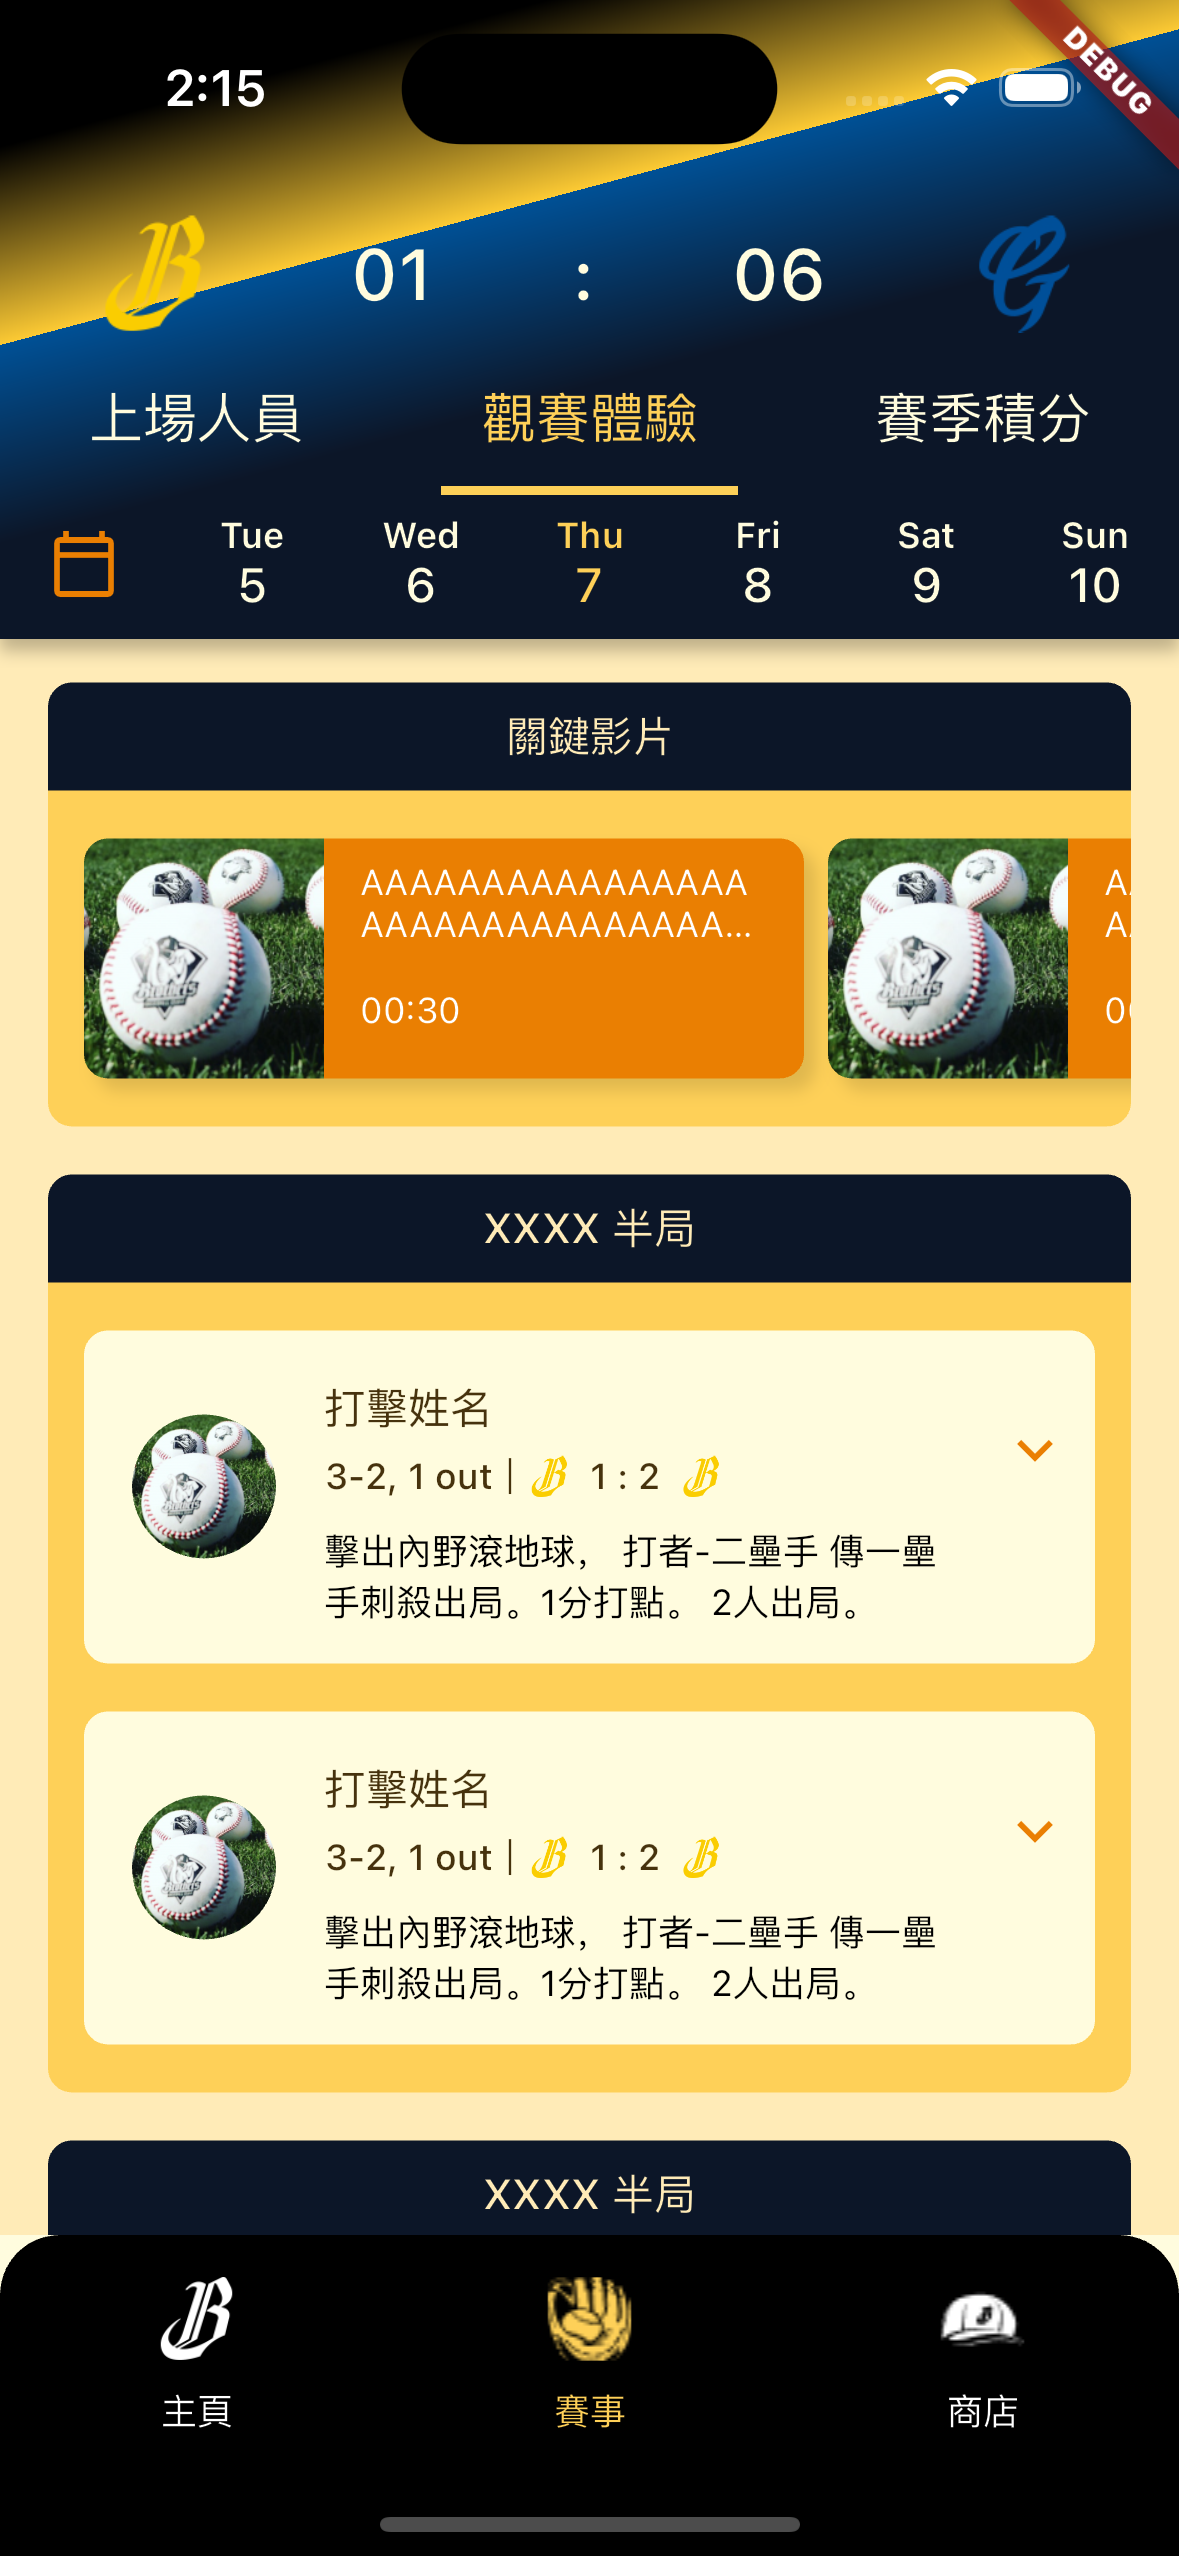 2:15
DEBUG
01 : 06
上場人員 觀賽體驗 賽季積分
Tue Wed Thu Fri Sat Sun
5 6 7 8 9 10
關鍵影片
AAAAAAAAAAAAAAAA A
AAAAAAAAAAAAAAA... A
00:30 0
XXXX 半局
打擊姓名
3-2, 1 out | B 1 : 2 B
擊出內野滾地球， 打者-二壘手 傳一壘
手刺殺出局。1分打點。 2人出局。
打擊姓名
3-2, 1 out | B 1 : 2 B
擊出內野滾地球， 打者-二壘手 傳一壘
手刺殺出局。1分打點。 2人出局。
XXXX 半局
主頁 賽事 商店